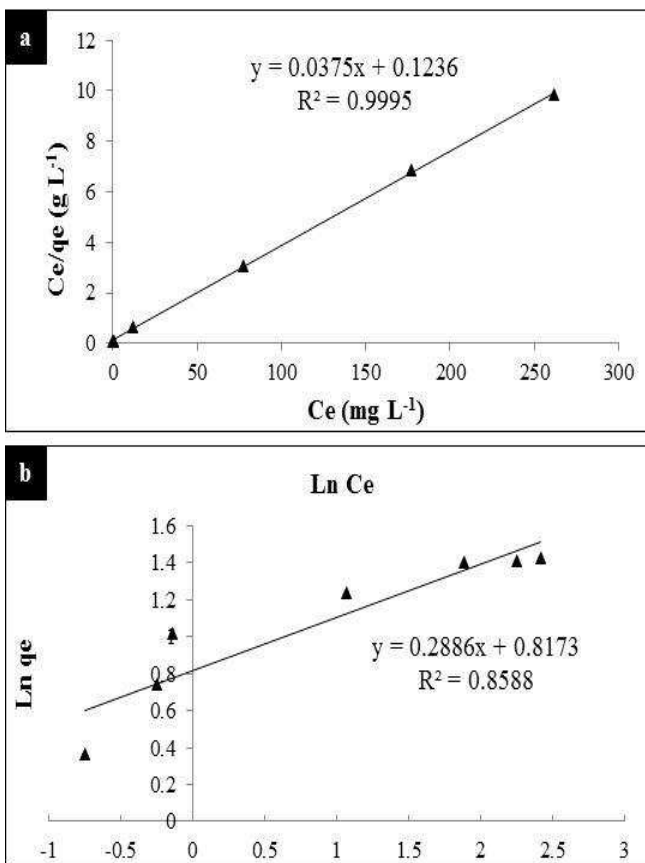 a
12
10
8
6
4
2
0
y = 0.0375x + 0.1236
R² = 0.9995
Ce/qe (g L⁻¹)
0 50 100 150 200 250 300
Ce (mg L⁻¹)
b
Ln Ce
1.6
1.4
1.2
1
0.8
0.6
0.4
0.2
0
y = 0.2886x + 0.8173
R² = 0.8588
Ln qe
-1 -0.5 0 0.5 1 1.5 2 2.5 3